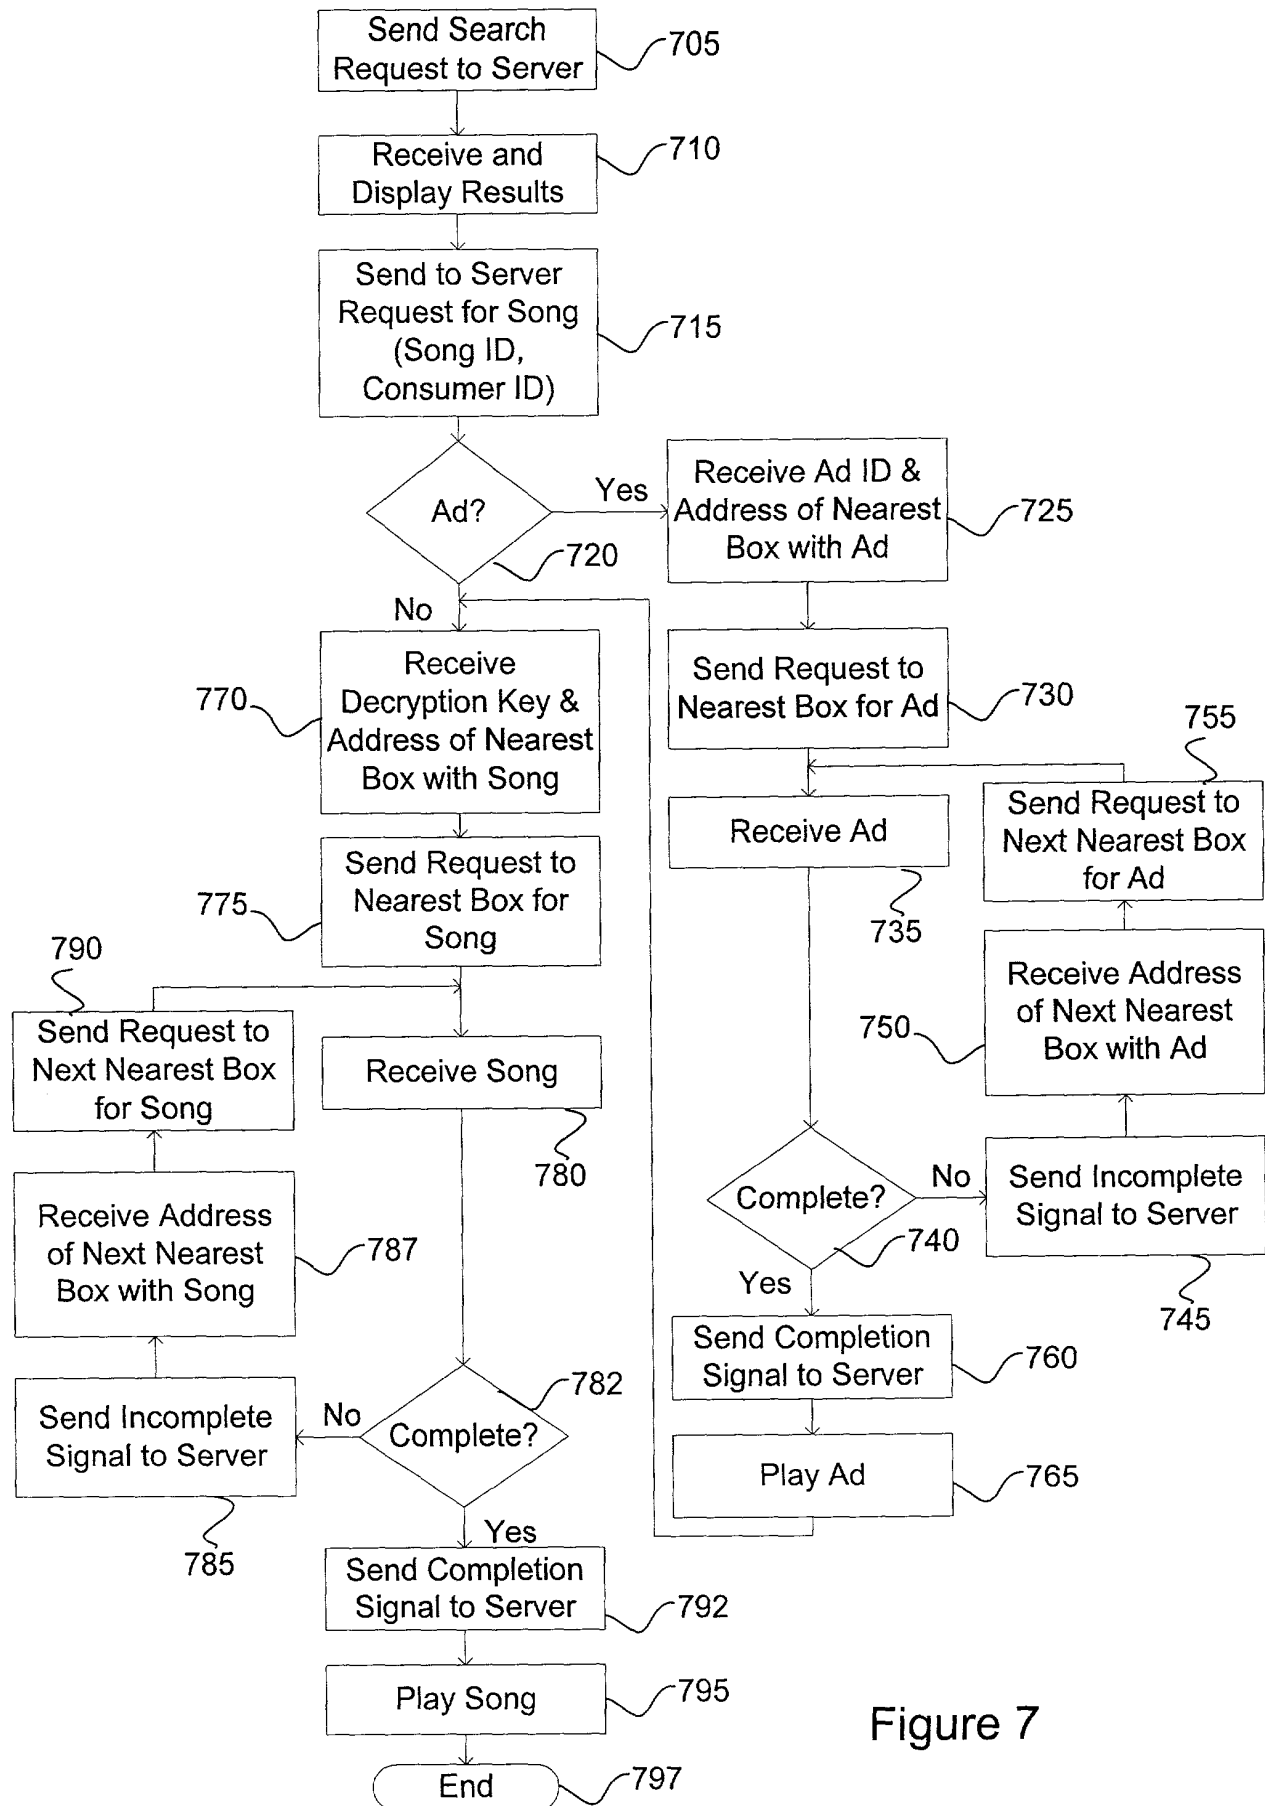 Send Search
Request to Server
705
Receive and
Display Results
710
Send to Server
Request for Song
(Song ID,
Consumer ID)
715
Ad?
Yes
720
No
Receive Ad ID &
Address of Nearest
Box with Ad
725
Send Request to
Nearest Box for Ad
730
Receive
Decryption Key &
Address of Nearest
Box with Song
770
755
Send Request to
Next Nearest Box
for Ad
Receive Ad
735
Send Request to
Nearest Box for
Song
775
790
Send Request to
Next Nearest Box
for Song
Receive Address
of Next Nearest
Box with Ad
750
Receive Song
780
Complete?
No
740
Yes
Send Incomplete
Signal to Server
745
Receive Address
of Next Nearest
Box with Song
787
Send Completion
Signal to Server
760
782
Complete?
No
Yes
Send Incomplete
Signal to Server
785
Play Ad
765
Send Completion
Signal to Server
792
Play Song
795
End
797
Figure 7